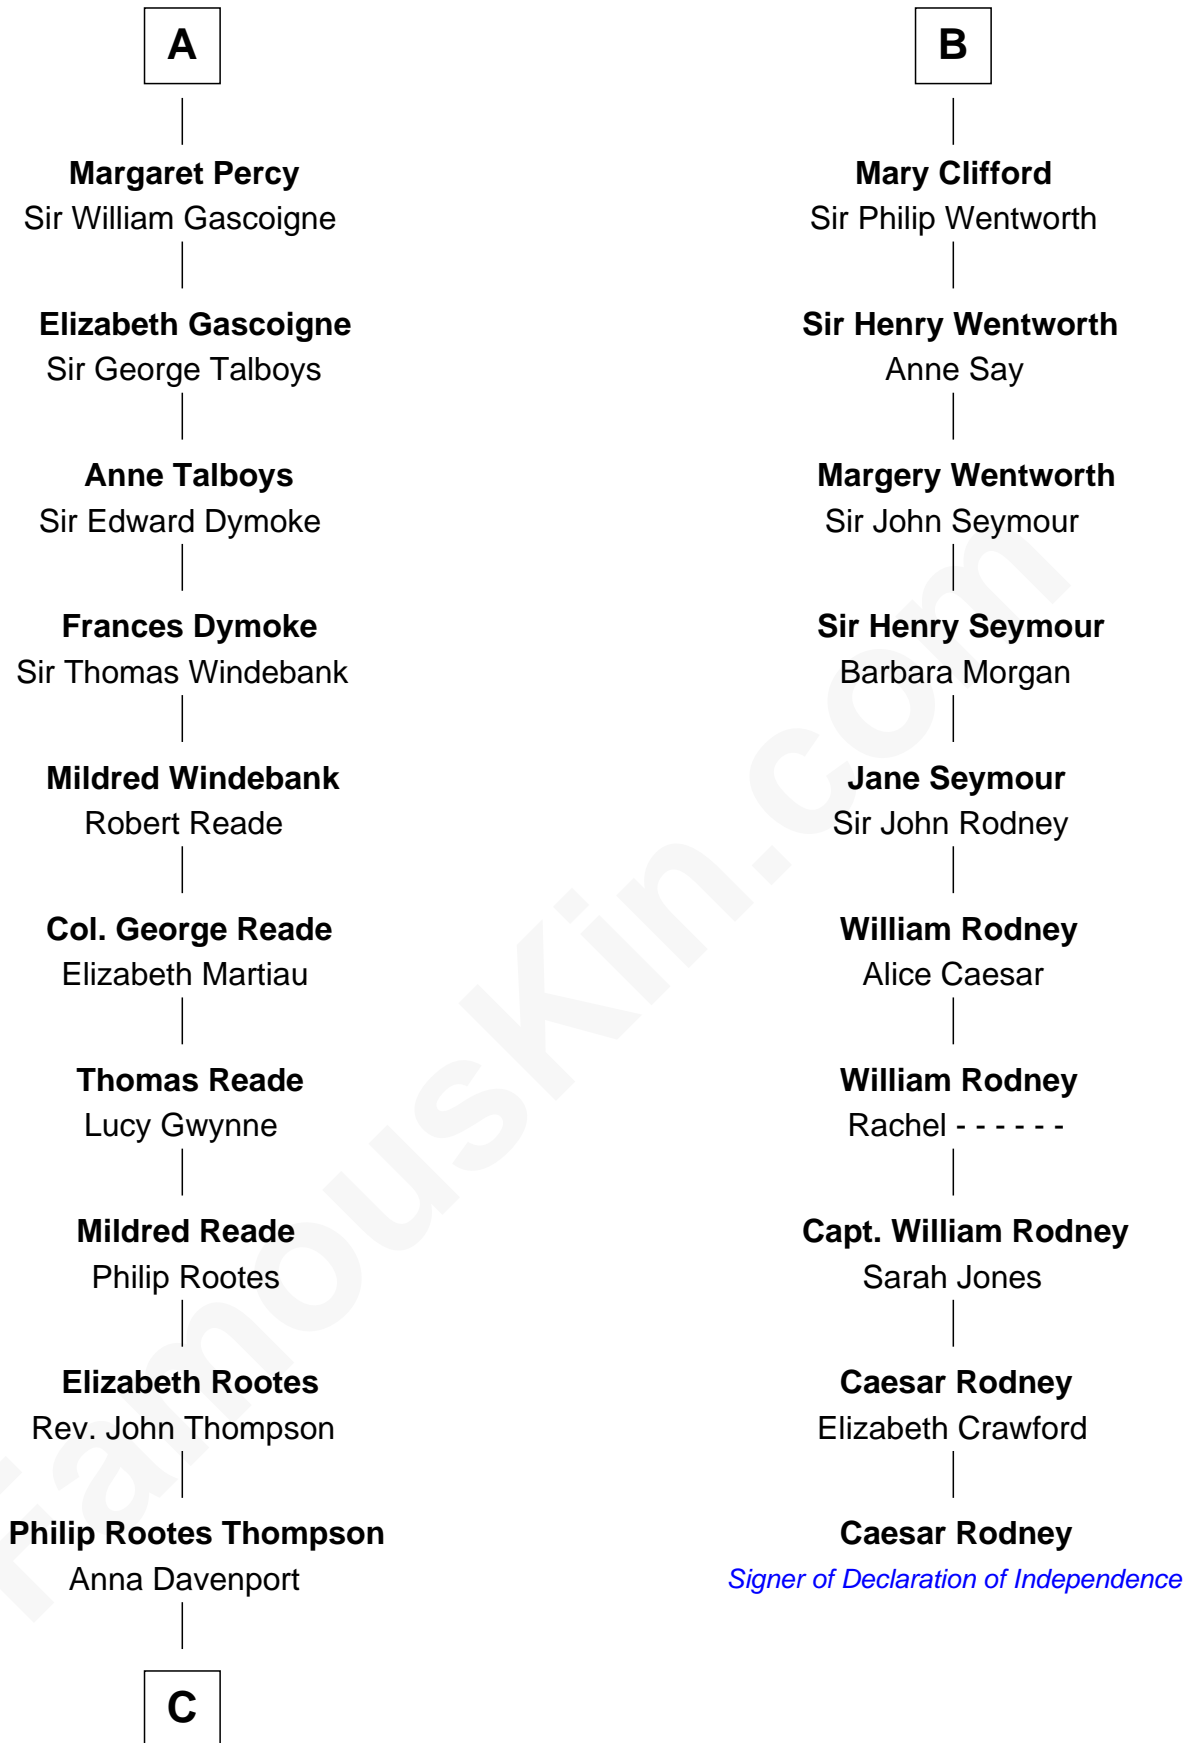 A
Margaret Percy
Sir William Gascoigne
Elizabeth Gascoigne
Sir George Talboys
Anne Talboys
Sir Edward Dymoke
Frances Dymoke
Sir Thomas Windebank
Mildred Windebank
Robert Reade
Col. George Reade
Elizabeth Martiau
Thomas Reade
Lucy Gwynne
Mildred Reade
Philip Rootes
Elizabeth Rootes
Rev. John Thompson
Philip Rootes Thompson
Anna Davenport
C
B
Mary Clifford
Sir Philip Wentworth
Sir Henry Wentworth
Anne Say
Margery Wentworth
Sir John Seymour
Sir Henry Seymour
Barbara Morgan
Jane Seymour
Sir John Rodney
William Rodney
Alice Caesar
William Rodney
Rachel - - - - - -
Capt. William Rodney
Sarah Jones
Caesar Rodney
Elizabeth Crawford
Caesar Rodney
Signer of Declaration of Independence
FamousKin.com